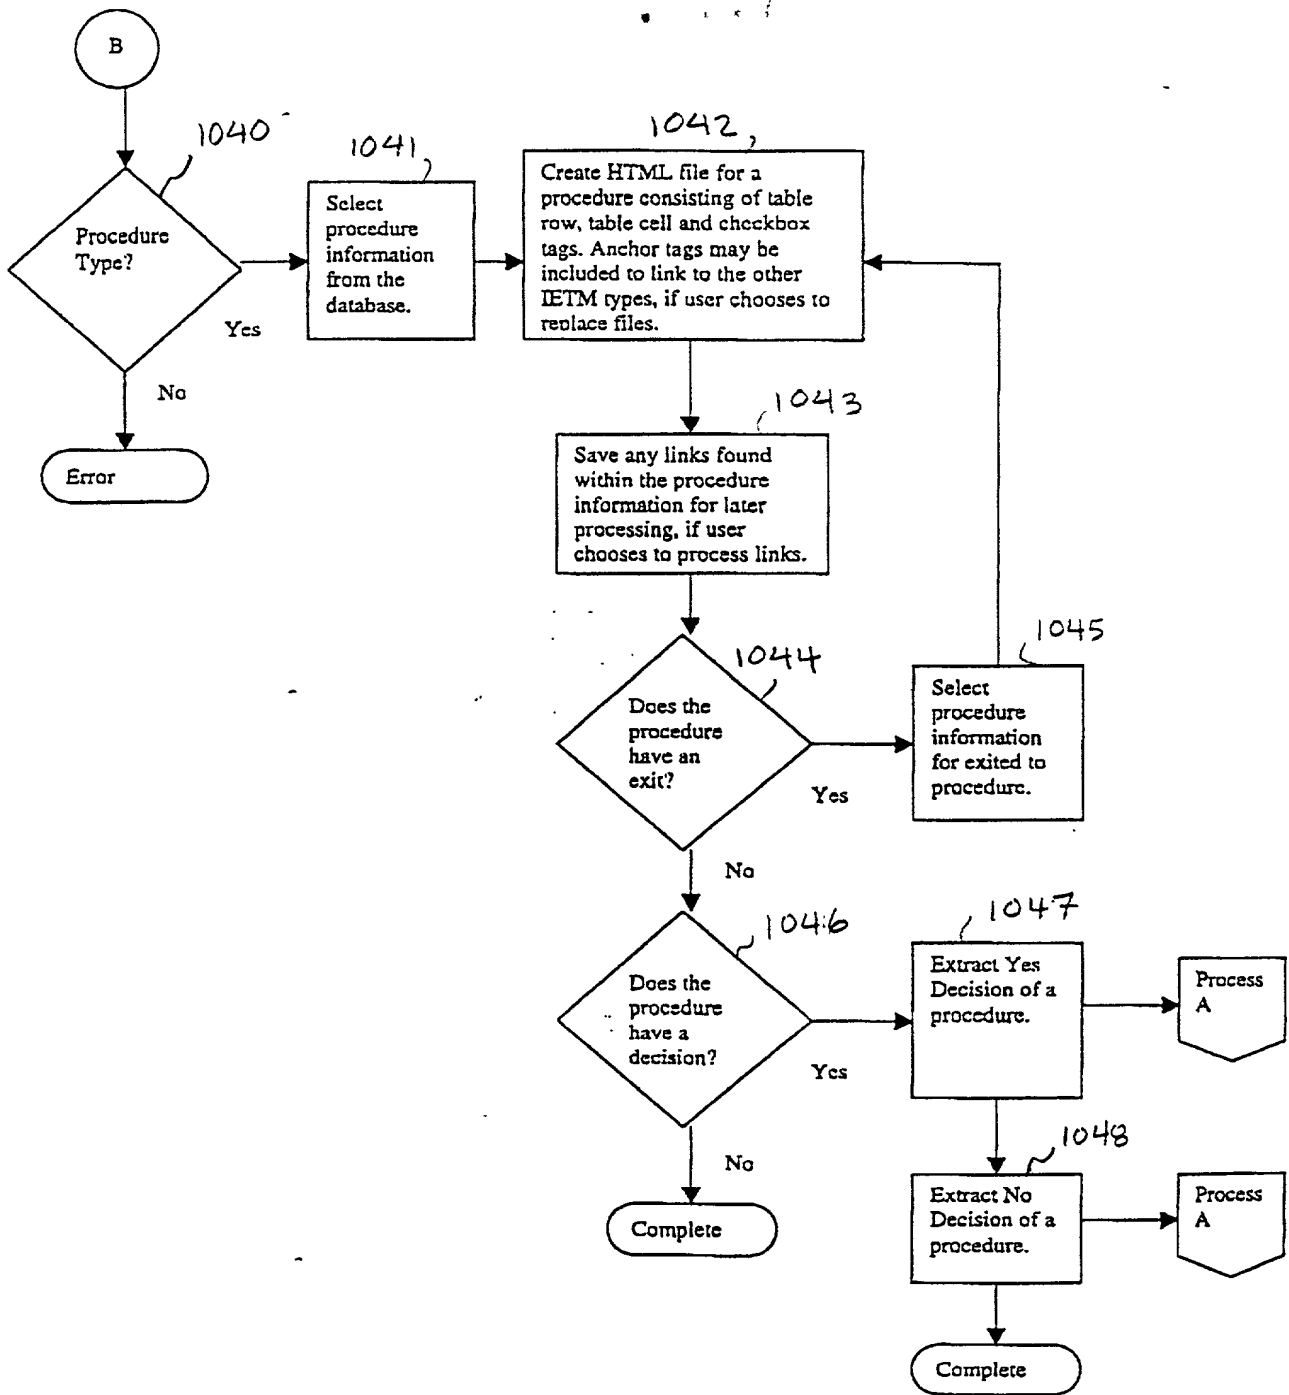 B
1040
Procedure
Type?
Yes
No
Error
1041
Select
procedure
information
from the
database.
1042
Create HTML file for a
procedure consisting of table
row, table cell and checkbox
tags. Anchor tags may be
included to link to the other
IETM types, if user chooses to
replace files.
1043
Save any links found
within the procedure
information for later
processing, if user
chooses to process links.
1044
Does the
procedure
have an
exit?
Yes
No
1045
Select
procedure
information
for exited to
procedure.
1046
Does the
procedure
have a
decision?
Yes
No
Complete
1047
Extract Yes
Decision of a
procedure.
Process
A
1048
Extract No
Decision of a
procedure.
Process
A
Complete